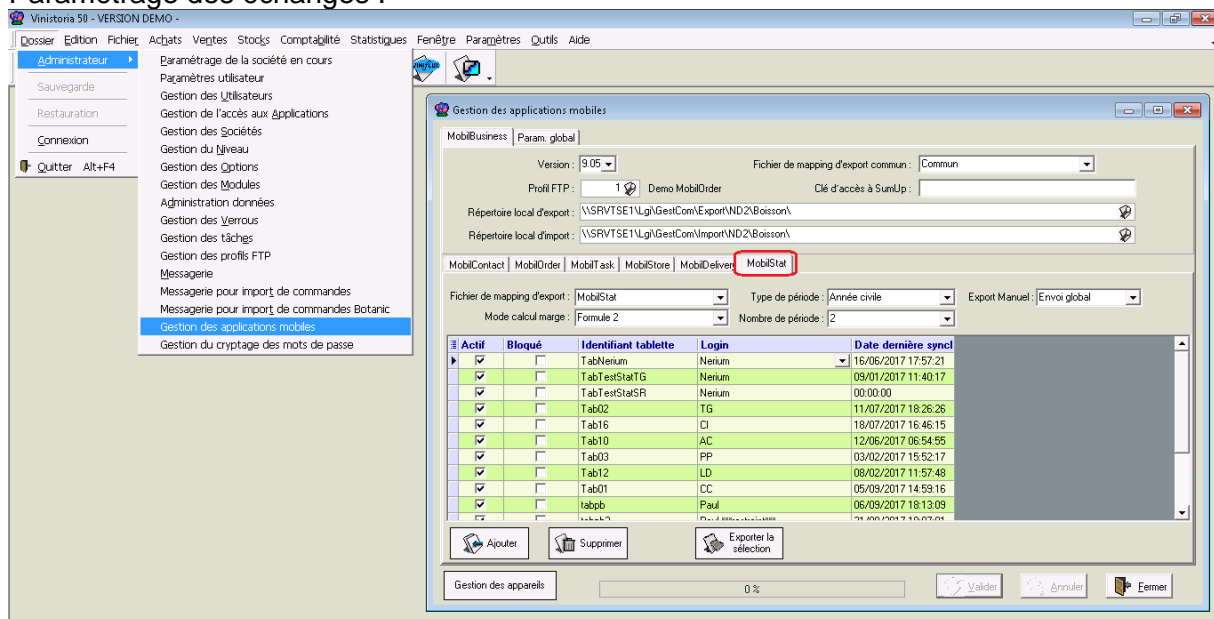 Paramétrage des échanges :
Vinistoria 50 - VERSION DEMO -
Dossier Edition Fichier Achats Ventes Stocks Comptabilité Statistiques Fenêtre Paramètres Outils Aide
Administrateur
Sauvegarde
Restauration
Connexion
Quitter Alt+F4
Paramétrage de la société en cours
Paramètres utilisateur
Gestion des Utilisateurs
Gestion de l'accès aux Applications
Gestion des Sociétés
Gestion du Niveau
Gestion des Options
Gestion des Modules
Administration données
Gestion des Verrous
Gestion des tâches
Gestion des profils FTP
Messagerie
Messagerie pour import de commandes
Messagerie pour import de commandes Botanic
Gestion des applications mobiles
Gestion du cryptage des mots de passe
Gestion des applications mobiles
MobilBusiness Param. global
Version : 9.05 Fichier de mapping d'export commun : Commun
Profil FTP : 1 Demo MobilOrder Clé d'accès à SumUp :
Répertoire local d'export : \\SRVTSE1\Lgi\GestCom\Export\ND2\Boisson\
Répertoire local d'import : \\SRVTSE1\Lgi\GestCom\Import\ND2\Boisson\
MobilContact MobilOrder MobilTask MobilStore MobilDelivery MobilStat
Fichier de mapping d'export : MobilStat Type de période : Année civile Export Manuel : Envoi global
Mode calcul marge : Formule 2 Nombre de période : 2
Actif Bloqué Identifiant tablette Login Date dernière syncl
TabNerium Nerium 16/06/2017 17:57:21
TabTestStatTG Nerium 09/01/2017 11:40:17
TabTestStatSR Nerium 00:00:00
Tab02 TG 11/07/2017 18:26:26
Tab16 CI 18/07/2017 16:46:15
Tab10 AC 12/06/2017 06:54:55
Tab03 PP 03/02/2017 15:52:17
Tab12 LD 08/02/2017 11:57:48
Tab01 CC 05/09/2017 14:59:16
tabpb Paul 06/09/2017 18:13:09
Ajouter Supprimer Exporter la sélection
Gestion des appareils 0 % Valider Annuler Fermer